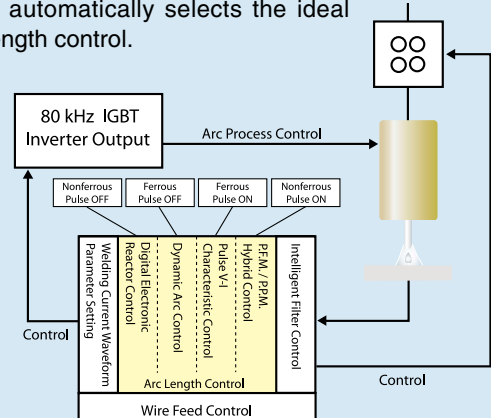 automatically selects the ideal
ength control.
80 kHz IGBT
Inverter Output
Arc Process Control
Nonferrous
Pulse OFF
Ferrous
Pulse OFF
Ferrous
Pulse ON
Nonferrous
Pulse ON
Welding Current Waveform
Parameter Setting
Digital Electronic
Reactor Control
Dynamic Arc Control
Pulse V-I
Characteristic Control
P.F.M. / P.P.M.
Hybrid Control
Intelligent Filter Control
Arc Length Control
Control
Control
Wire Feed Control